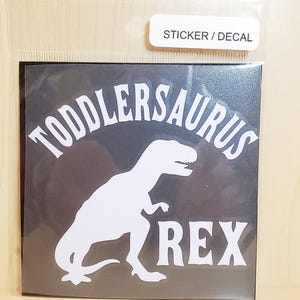 STICKER / DECAL
TODDLERSAURUS
REX